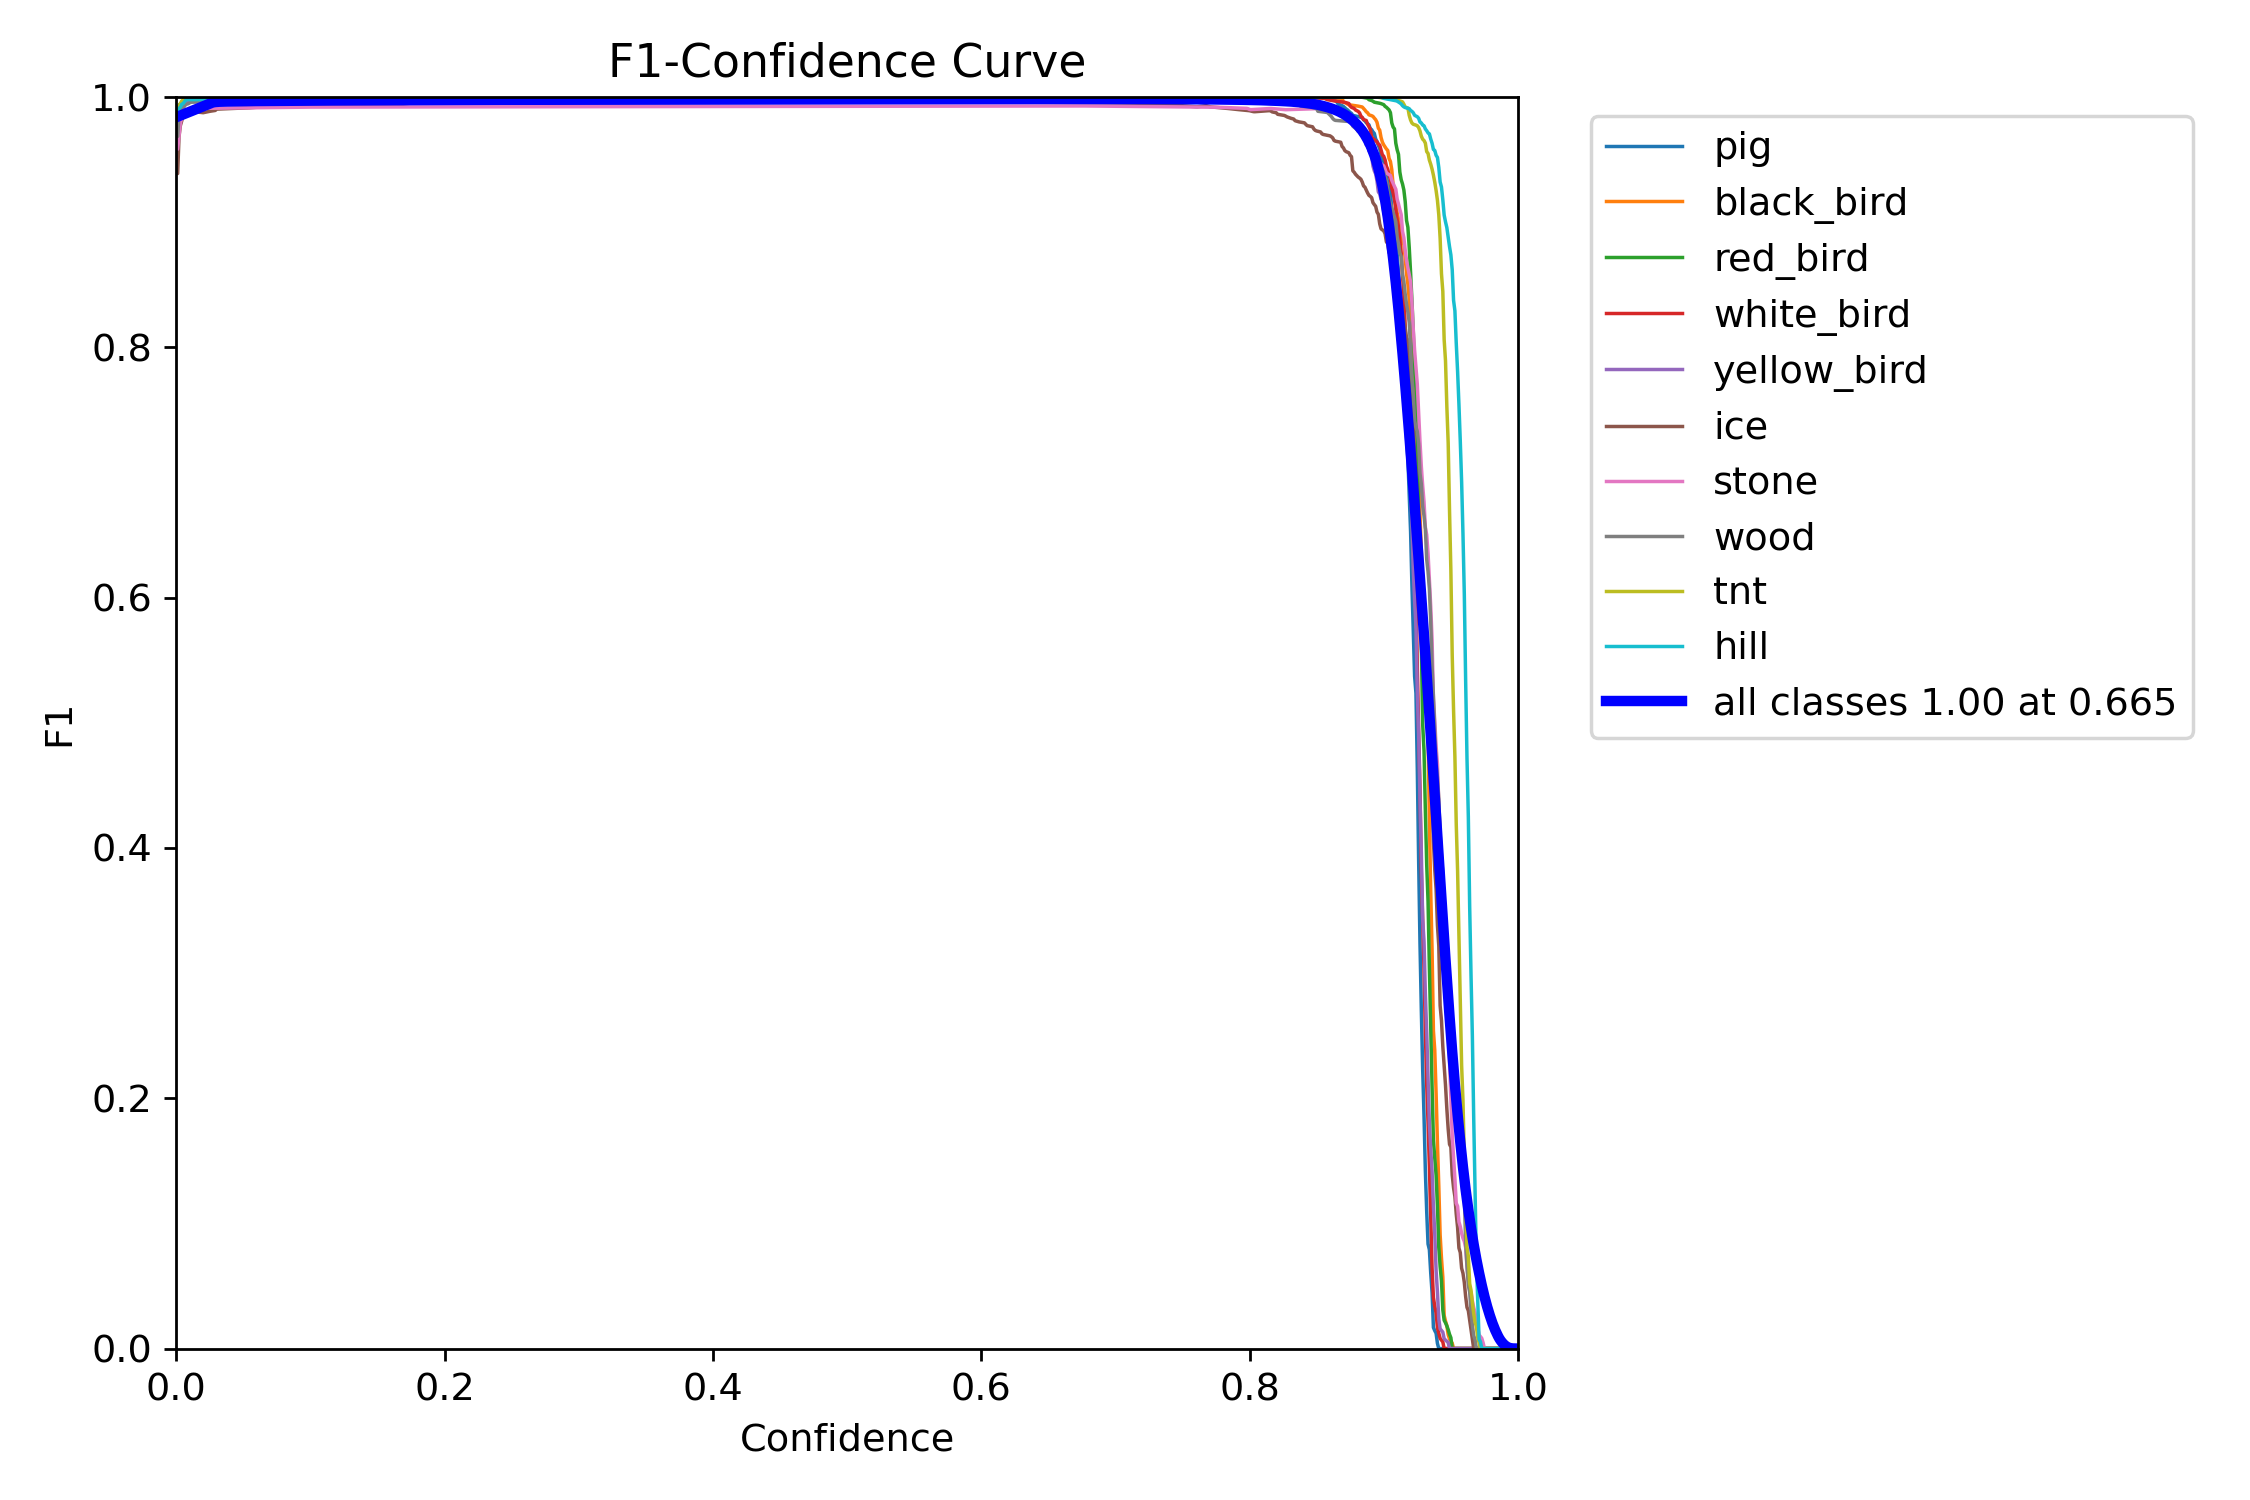 F1-Confidence Curve
1.0
0.8
0.6
0.4
0.2
0.0
F1
0.0 0.2 0.4 0.6 0.8 1.0
Confidence
pig
black_bird
red_bird
white_bird
yellow_bird
ice
stone
wood
tnt
hill
all classes 1.00 at 0.665